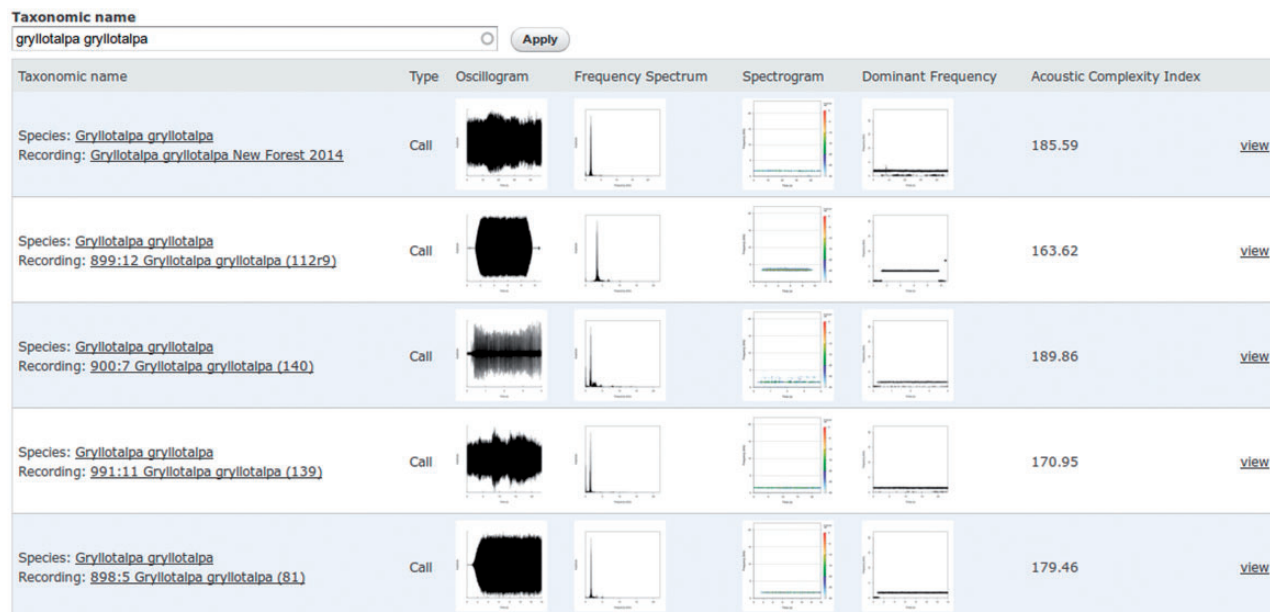 Taxonomic name
gryllotalpa gryllotalpa
Apply
Taxonomic name Type Oscillogram Frequency Spectrum Spectrogram Dominant Frequency Acoustic Complexity Index
Species: Gryllotalpa gryllotalpa
Recording: Gryllotalpa gryllotalpa New Forest 2014
Call
185.59
view
Species: Gryllotalpa gryllotalpa
Recording: 899:12 Gryllotalpa gryllotalpa (112r9)
Call
163.62
view
Species: Gryllotalpa gryllotalpa
Recording: 900:7 Gryllotalpa gryllotalpa (140)
Call
189.86
view
Species: Gryllotalpa gryllotalpa
Recording: 991:11 Gryllotalpa gryllotalpa (139)
Call
170.95
view
Species: Gryllotalpa gryllotalpa
Recording: 898:5 Gryllotalpa gryllotalpa (81)
Call
179.46
view